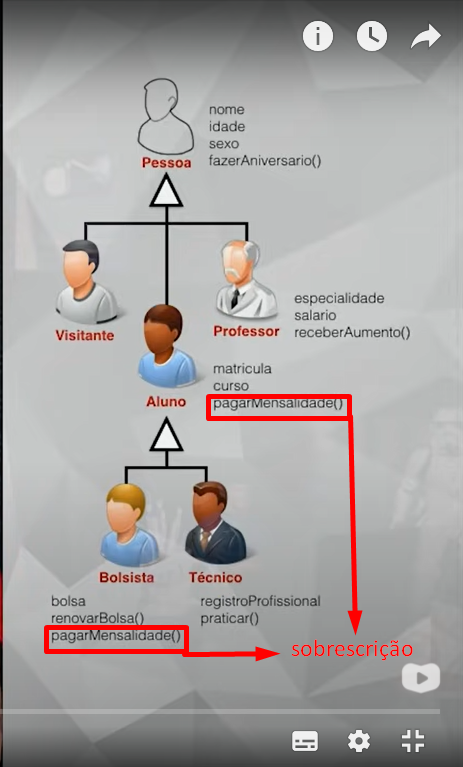 nome
idade
sexo
fazerAniversario()
Pessoa
Visitante
Professor
especialidade
salario
receberAumento()
Aluno
matricula
curso
pagarMensalidade()
Bolsista
Técnico
bolsa
renovarBolsa()
pagarMensalidade()
registroProfissional
praticar()
sobrescrição